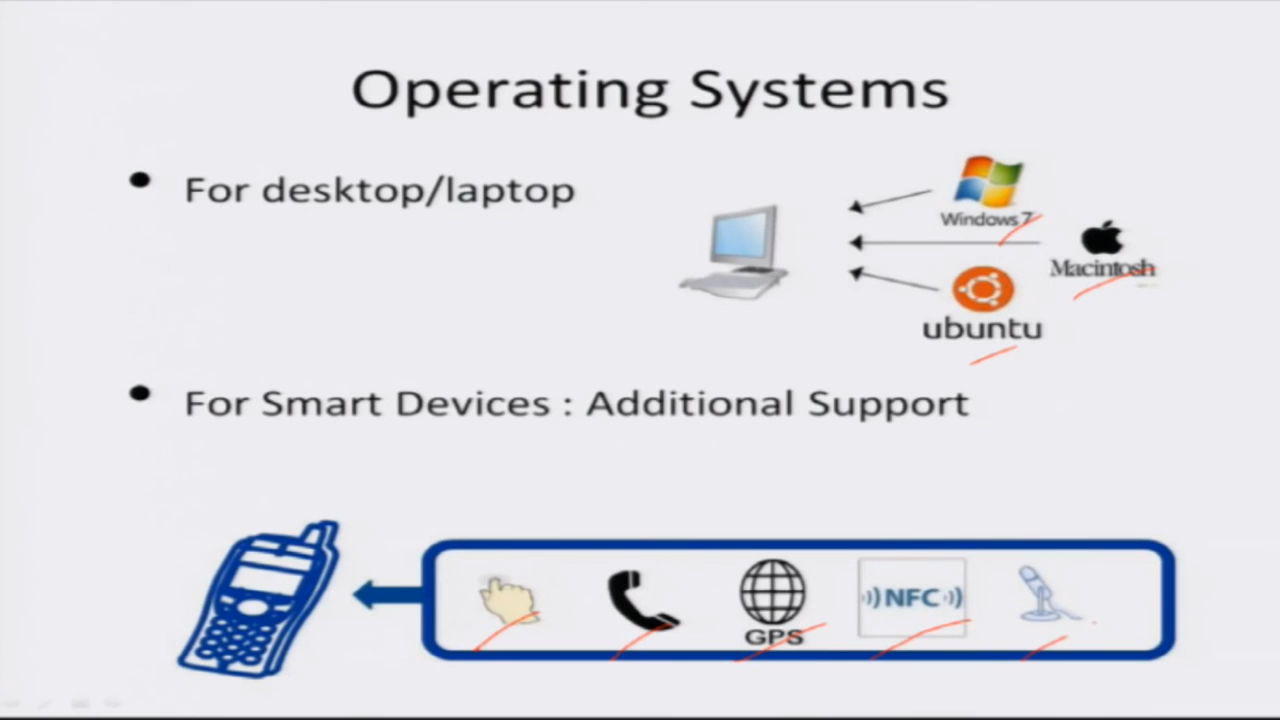 Operating Systems
• For desktop/laptop
Windows 7
Macintosh
ubuntu
• For Smart Devices : Additional Support
GPS
NFC